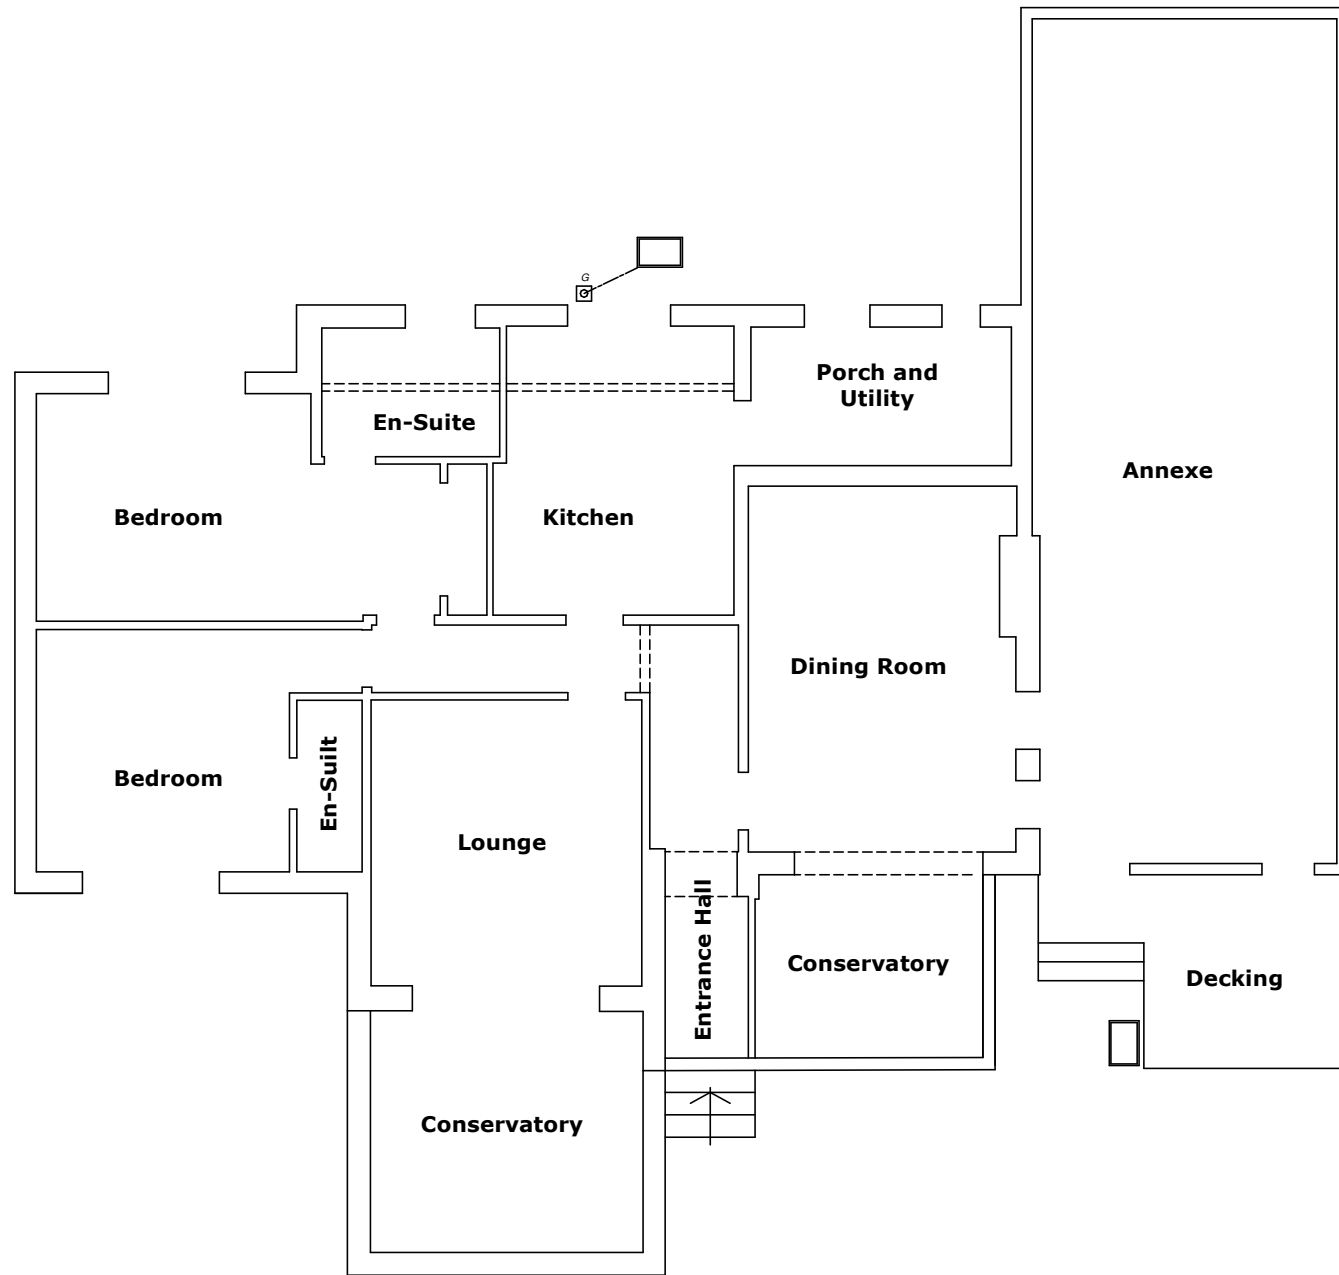 G
Porch and
Utility
En-Suite
Annexe
Bedroom
Kitchen
Dining Room
Bedroom
En-Suilt
Lounge
Entrance Hall
Conservatory
Decking
Conservatory